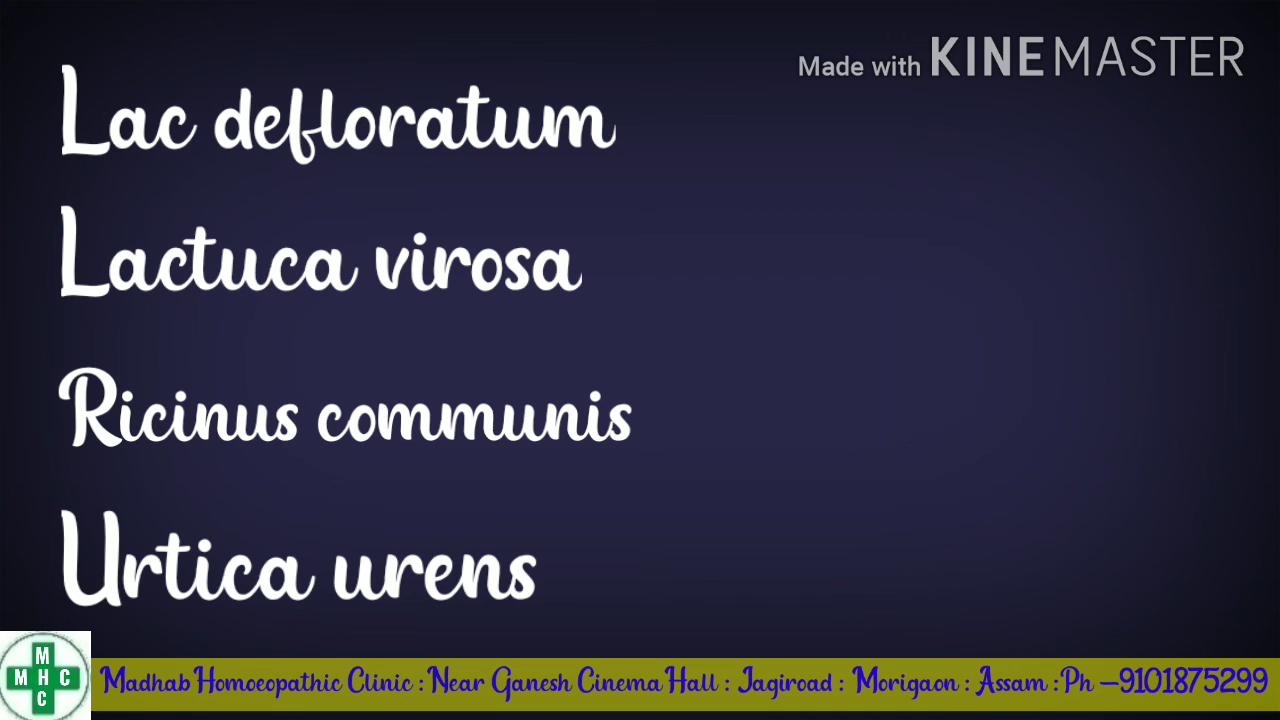 Made with KINEMASTER
Lac defloratum
Lactuca virosa
Ricinus communis
Urtica urens
M
M H C
C
Madhab Homoeopathic Clinic : Near Ganesh Cinema Hall : Jagiroad : Morigaon : Assam : Ph –9101875299